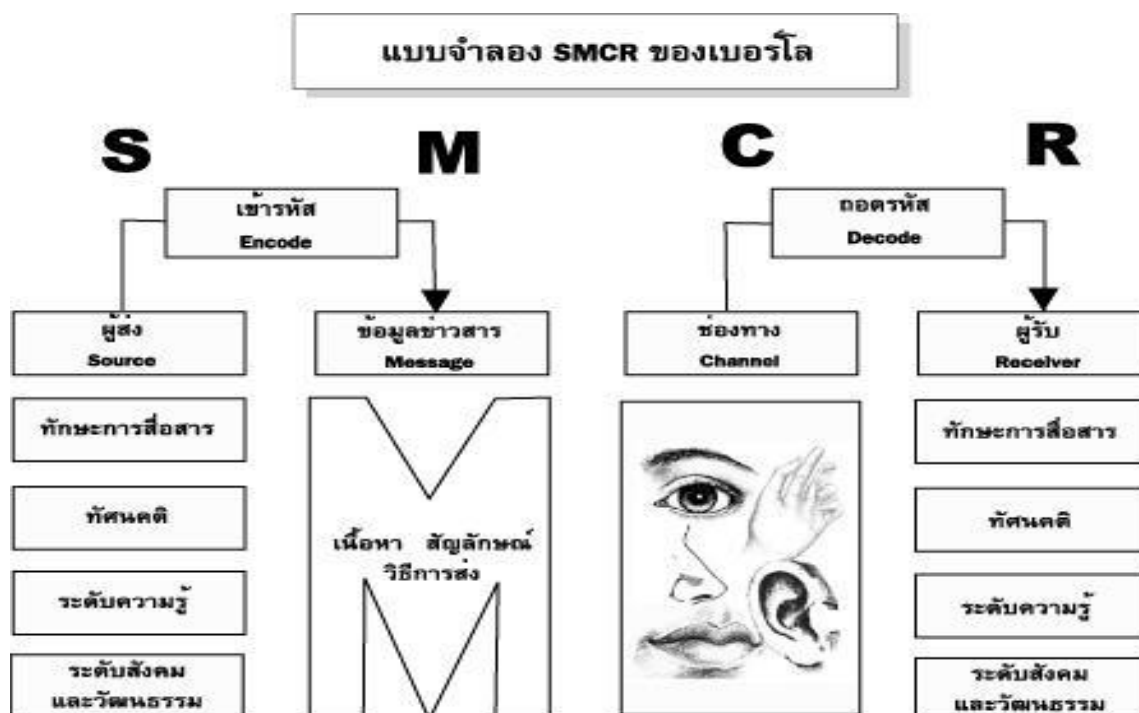 แบบจำลอง SMCR ของเบอร์โล
S
M
C
R
เข้ารหัส
Encode
ถอดรหัส
Decode
ผู้ส่ง
Source
ข้อมูลข่าวสาร
Message
ช่องทาง
Channel
ผู้รับ
Receiver
ทักษะการสื่อสาร
ทัศนคติ
ระดับความรู้
ระดับสังคม
และวัฒนธรรม
เนื้อหา สัญลักษณ์
วิธีการส่ง
ทักษะการสื่อสาร
ทัศนคติ
ระดับความรู้
ระดับสังคม
และวัฒนธรรม